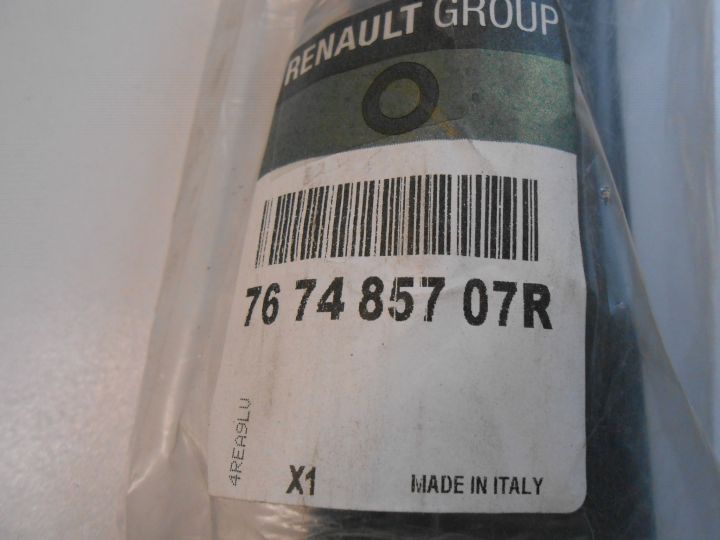 RENAULT GROUP
76 74 857 07R
4REA9LU
X1
MADE IN ITALY